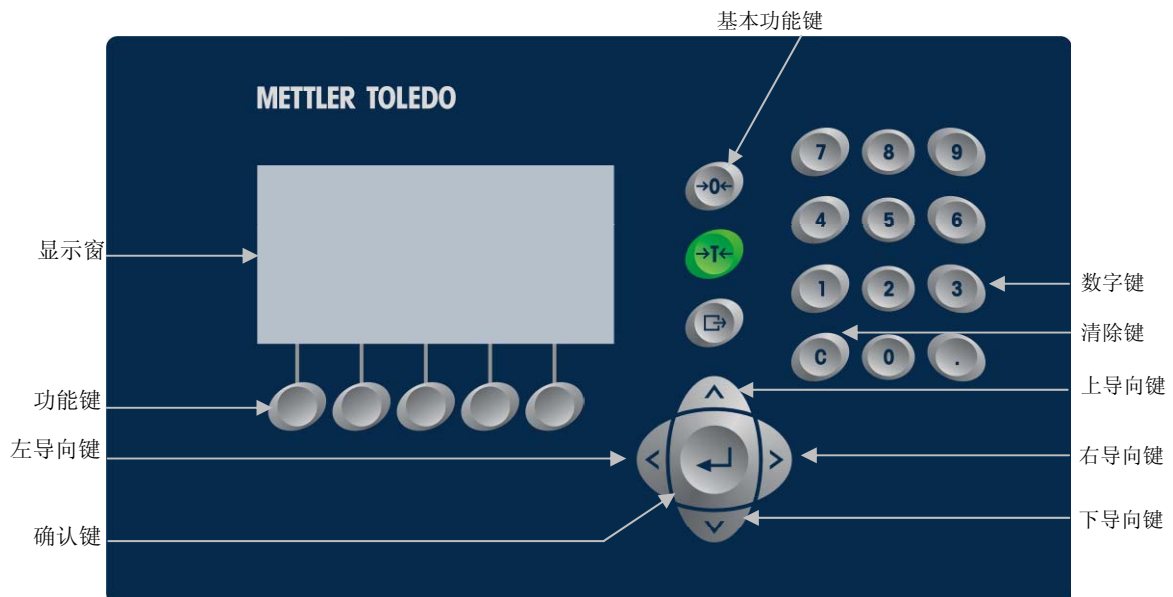 基本功能键
METTLER TOLEDO
7 8 9
→0←
4 5 6
显示窗
→T←
1 2 3
数字键
清除键
C 0 .
上导向键
功能键
左导向键
右导向键
下导向键
确认键